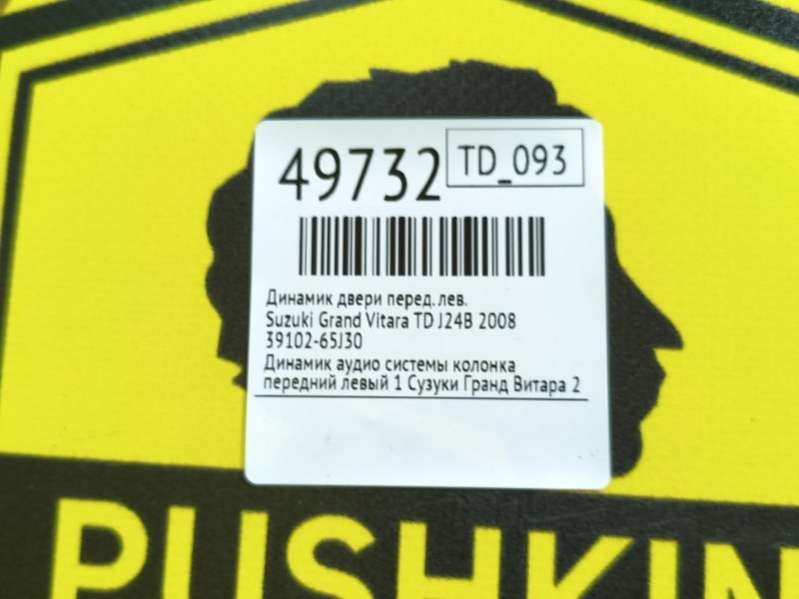 49732
TD_093
Динамик двери перед. лев.
Suzuki Grand Vitara TD J24B 2008
39102-65J30
Динамик аудио системы колонка
передний левый 1 Сузуки Гранд Витара 2
PUSHKIN